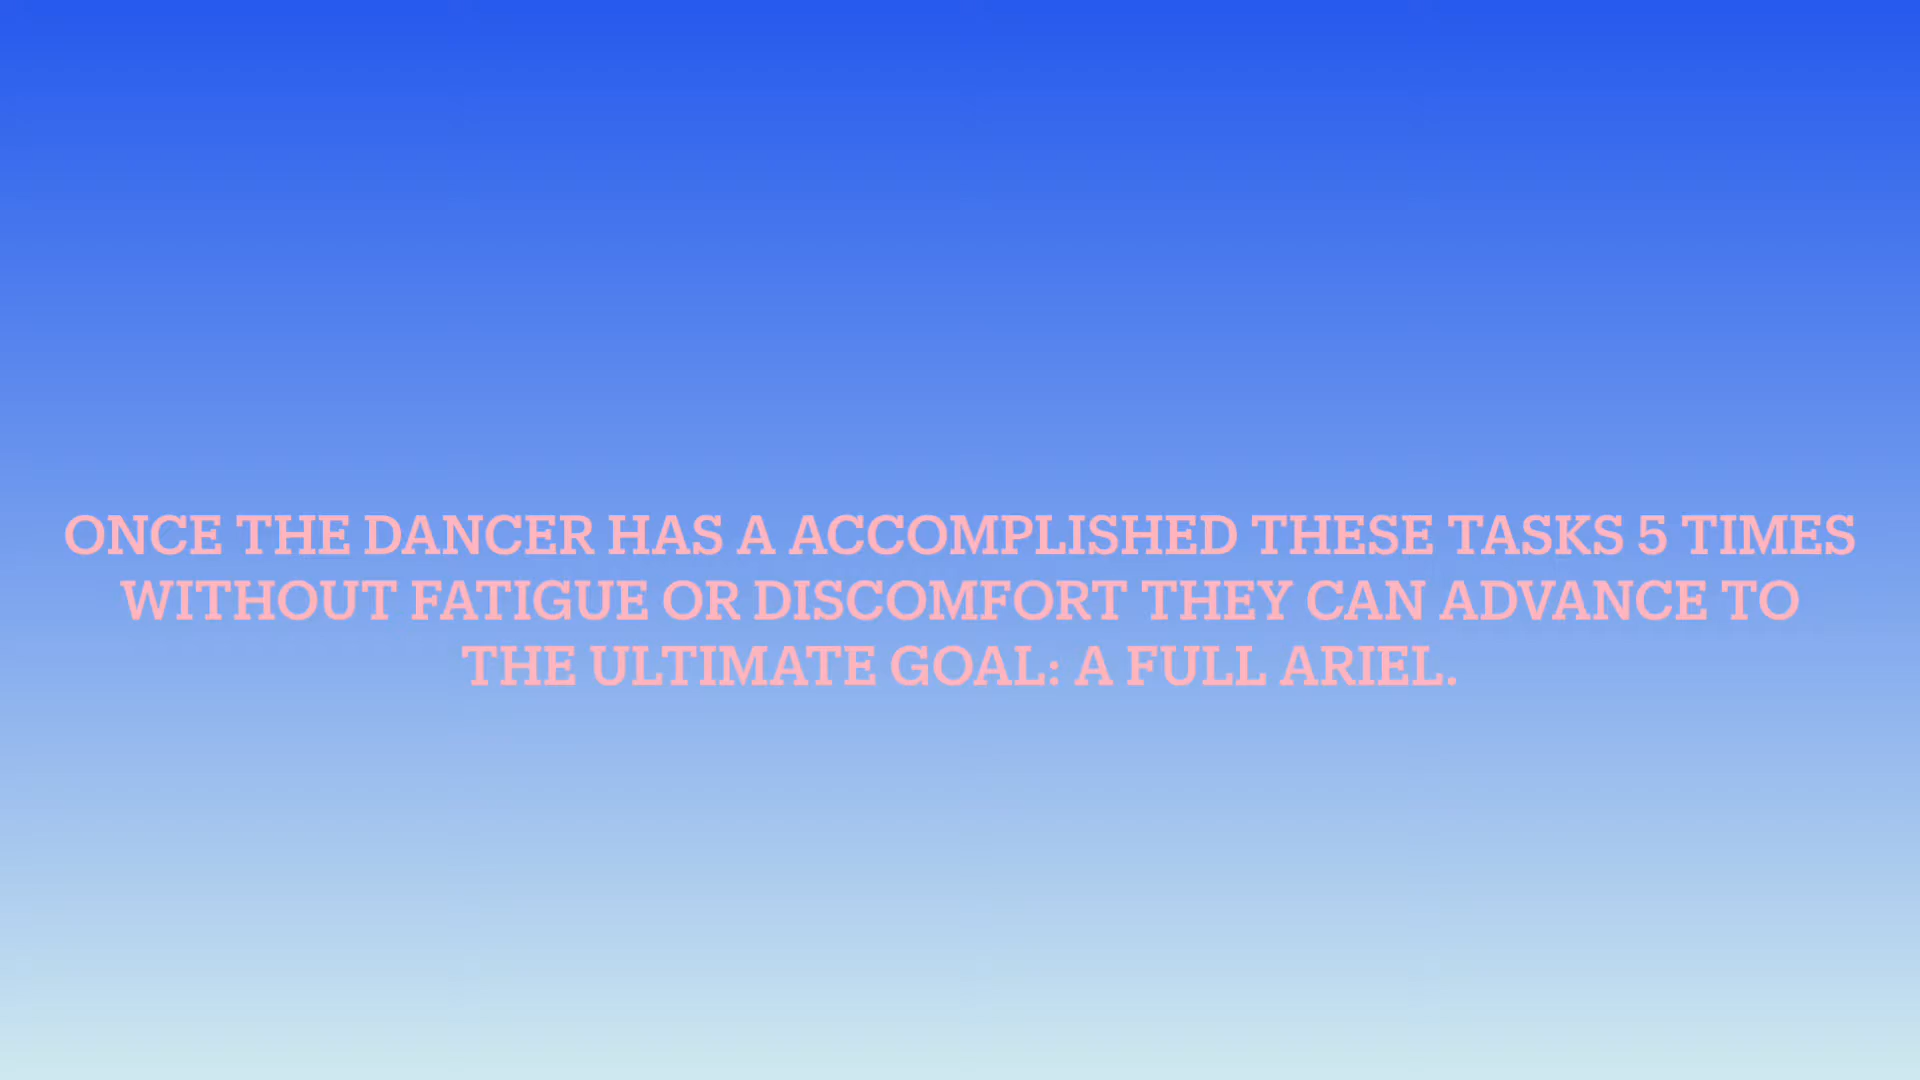 ONCE THE DANCER HAS A ACCOMPLISHED THESE TASKS 5 TIMES
WITHOUT FATIGUE OR DISCOMFORT THEY CAN ADVANCE TO
THE ULTIMATE GOAL: A FULL ARIEL.